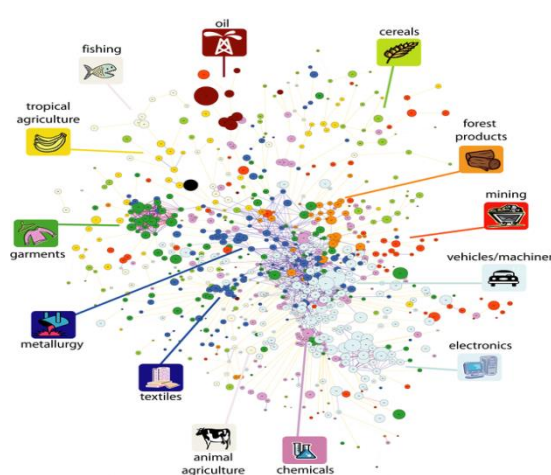 oil
fishing
cereals
tropical
agriculture
forest
products
mining
garments
vehicles/machiner
metallurgy
electronics
textiles
animal
agriculture
chemicals